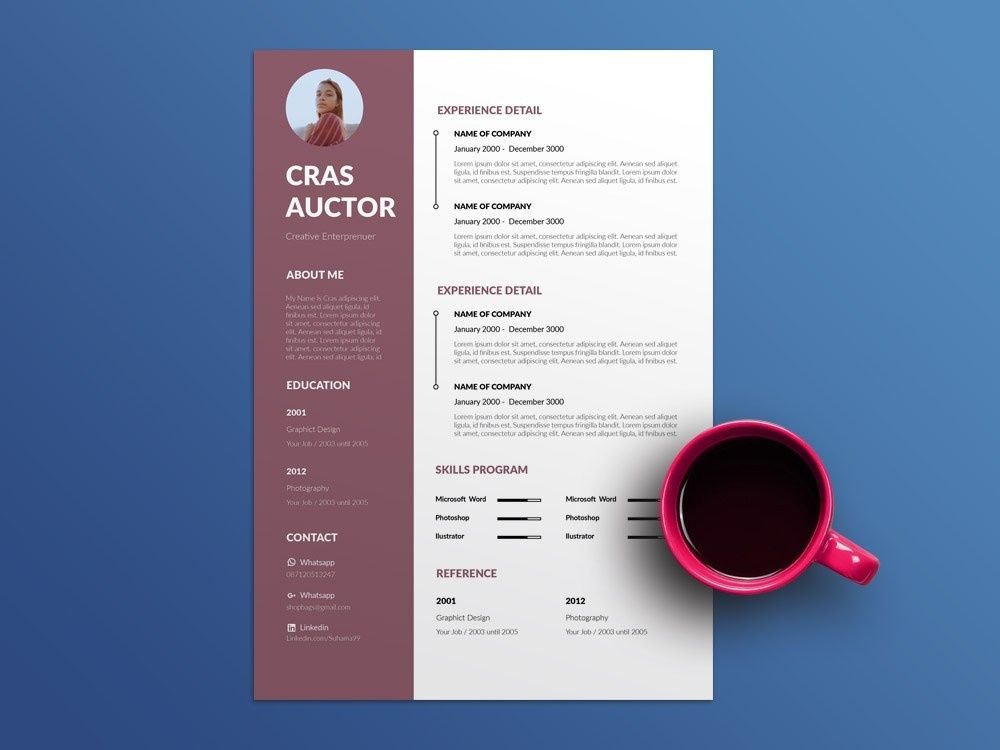 CRAS
AUCTOR
Creative Enterprenuer
ABOUT ME
My Name is Cras adipiscing elit.
Aenean sed aliquet ligula, id
finibus est. Lorem ipsum dolor
sit amet, consectetur adipiscing
elit. Aenean sed aliquet ligula, id
finibus est. Lorem ipsum dolor
sit amet, consectetur adipiscing
elit. Aenean sed aliquet ligula, id
EDUCATION
2001
Graphict Design
Your Job / 2003 until 2005
2012
Photography
Your Job / 2003 until 2005
CONTACT
Whatsapp
087120513247
G+ Whatsapp
shopbags@gmail.com
in Linkedin
Linkedin.com/Suhama99
EXPERIENCE DETAIL
NAME OF COMPANY
January 2000 - December 3000
Lorem ipsum dolor sit amet, consectetur adipiscing elit. Aenean sed aliquet
ligula, id finibus est. Suspendisse tempus fringilla blandit. Lorem ipsum dolor
sit amet, consectetur adipiscing elit. Aenean sed aliquet ligula, id finibus est.
NAME OF COMPANY
January 2000 - December 3000
Lorem ipsum dolor sit amet, consectetur adipiscing elit. Aenean sed aliquet
ligula, id finibus est. Suspendisse tempus fringilla blandit. Lorem ipsum dolor
sit amet, consectetur adipiscing elit. Aenean sed aliquet ligula, id finibus est.
EXPERIENCE DETAIL
NAME OF COMPANY
January 2000 - December 3000
Lorem ipsum dolor sit amet, consectetur adipiscing elit. Aenean sed aliquet
ligula, id finibus est. Suspendisse tempus fringilla blandit. Lorem ipsum dolor
sit amet, consectetur adipiscing elit. Aenean sed aliquet ligula, id finibus est.
NAME OF COMPANY
January 2000 - December 3000
Lorem ipsum dolor sit amet, consectetur adipiscing elit. Aenean sed aliquet
ligula, id finibus est. Suspendisse tempus fringilla blandit. Lorem ipsum dolor
sit amet, consectetur adipiscing elit. Aenean sed aliquet ligula, id finibus est.
SKILLS PROGRAM
Microsoft Word Microsoft Word
Photoshop Photoshop
Ilustrator Ilustrator
REFERENCE
2001 2012
Graphict Design Photography
Your Job / 2003 until 2005 Your Job / 2003 until 2005